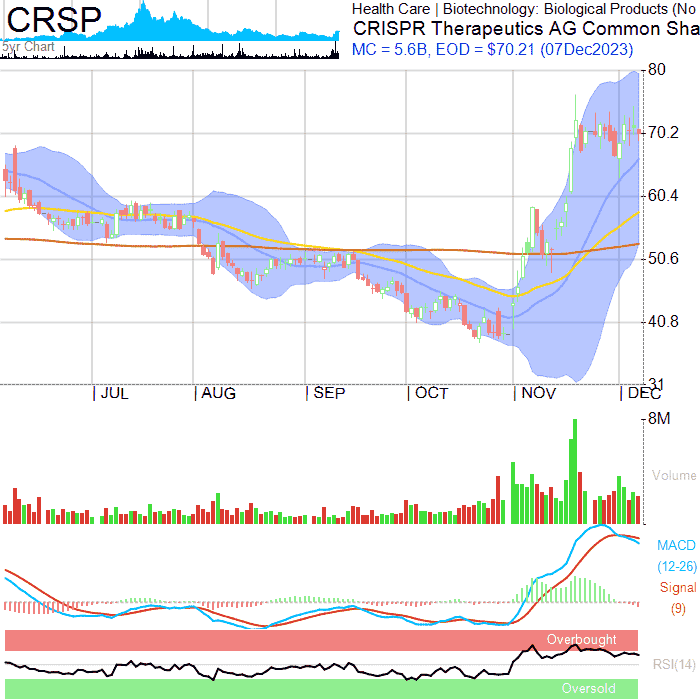 CRSP
Health Care | Biotechnology: Biological Products (No
CRISPR Therapeutics AG Common Sha
MC = 5.6B, EOD = $70.21 (07Dec2023)
5yr Chart
80
70.2
60.4
50.6
40.8
31
JUL AUG SEP OCT NOV DEC
8M
Volume
MACD
(12-26)
Signal
(9)
Overbought
RSI(14)
Oversold